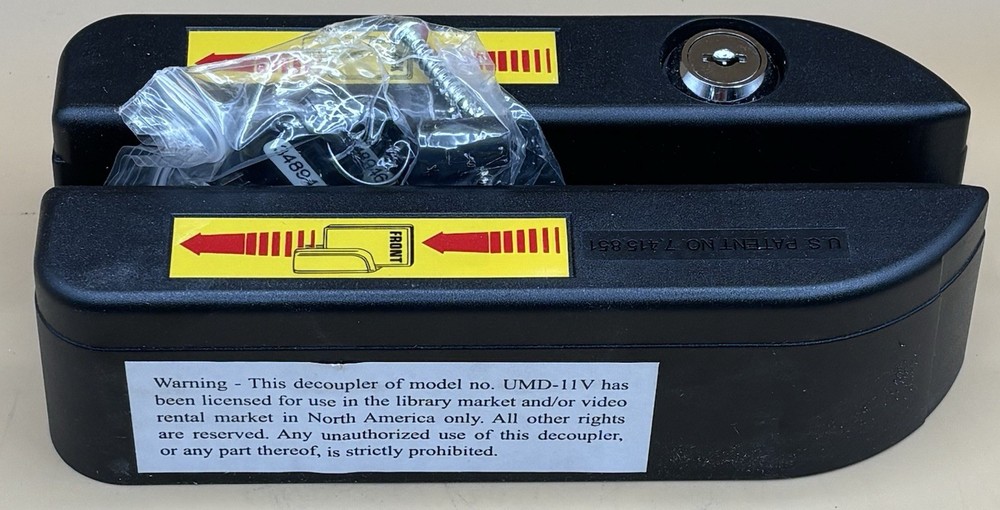 14894
FRONT
U.S. PATENT NO. 7,415,851
Warning - This decoupler of model no. UMD-11V has
been licensed for use in the library market and/or video
rental market in North America only. All other rights
are reserved. Any unauthorized use of this decoupler,
or any part thereof, is strictly prohibited.